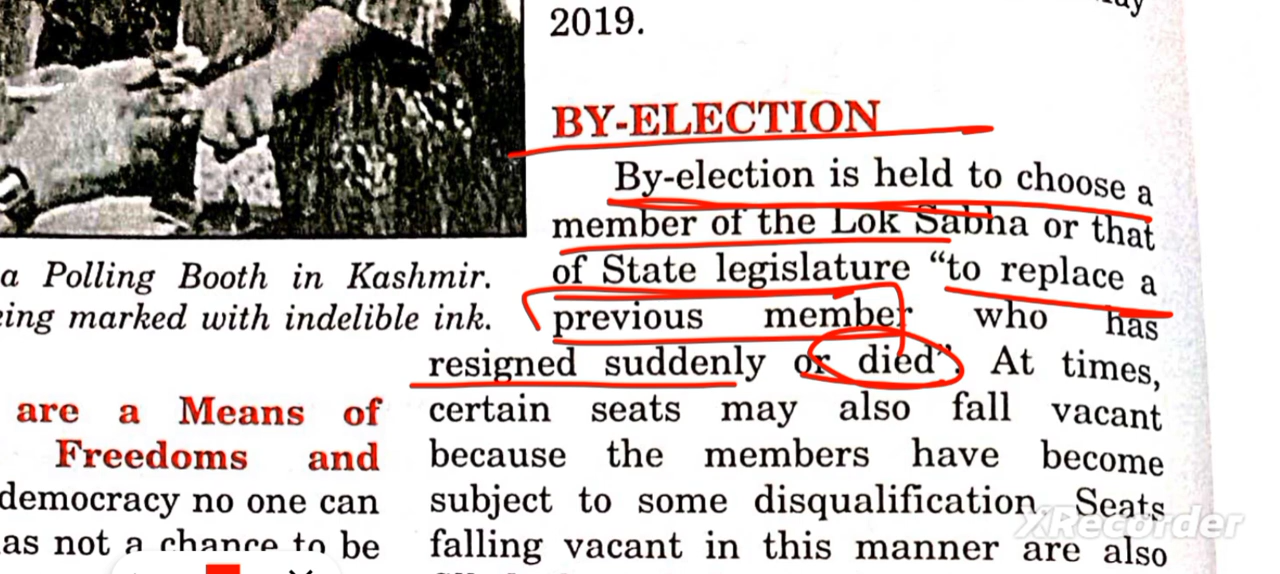 2019.
BY-ELECTION
By-election is held to choose a
member of the Lok Sabha or that
of State legislature “to replace a
previous member who has
resigned suddenly or died”. At times,
certain seats may also fall vacant
because the members have become
subject to some disqualification. Seats
falling vacant in this manner are also
a Polling Booth in Kashmir.
marked with indelible ink.
are a Means of
Freedoms and
democracy no one can
as not a chance to be
XRecorder